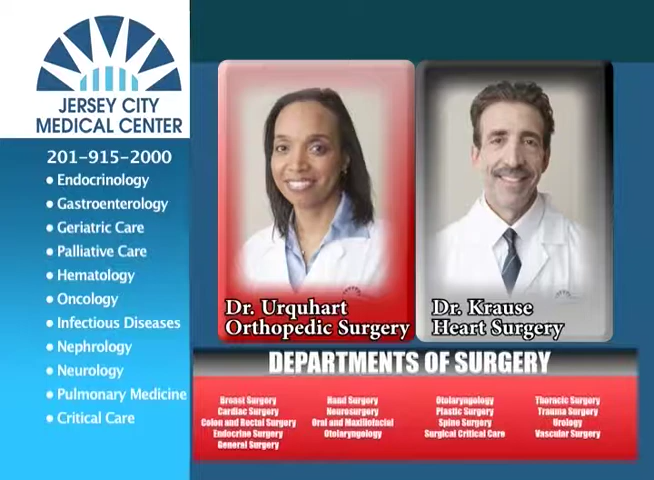 JERSEY CITY
MEDICAL CENTER
201-915-2000
• Endocrinology
• Gastroenterology
• Geriatric Care
• Palliative Care
• Hematology
• Oncology
• Infectious Diseases
• Nephrology
• Neurology
• Pulmonary Medicine
• Critical Care
Dr. Urquhart
Orthopedic Surgery
Dr. Krause
Heart Surgery
DEPARTMENTS OF SURGERY
Breast Surgery
Cardiac Surgery
Colon and Rectal Surgery
Endocrine Surgery
General Surgery
Hand Surgery
Neurosurgery
Oral and Maxillofacial
Otolaryngology
Otolaryngology
Plastic Surgery
Spine Surgery
Surgical Critical Care
Thoracic Surgery
Trauma Surgery
Urology
Vascular Surgery